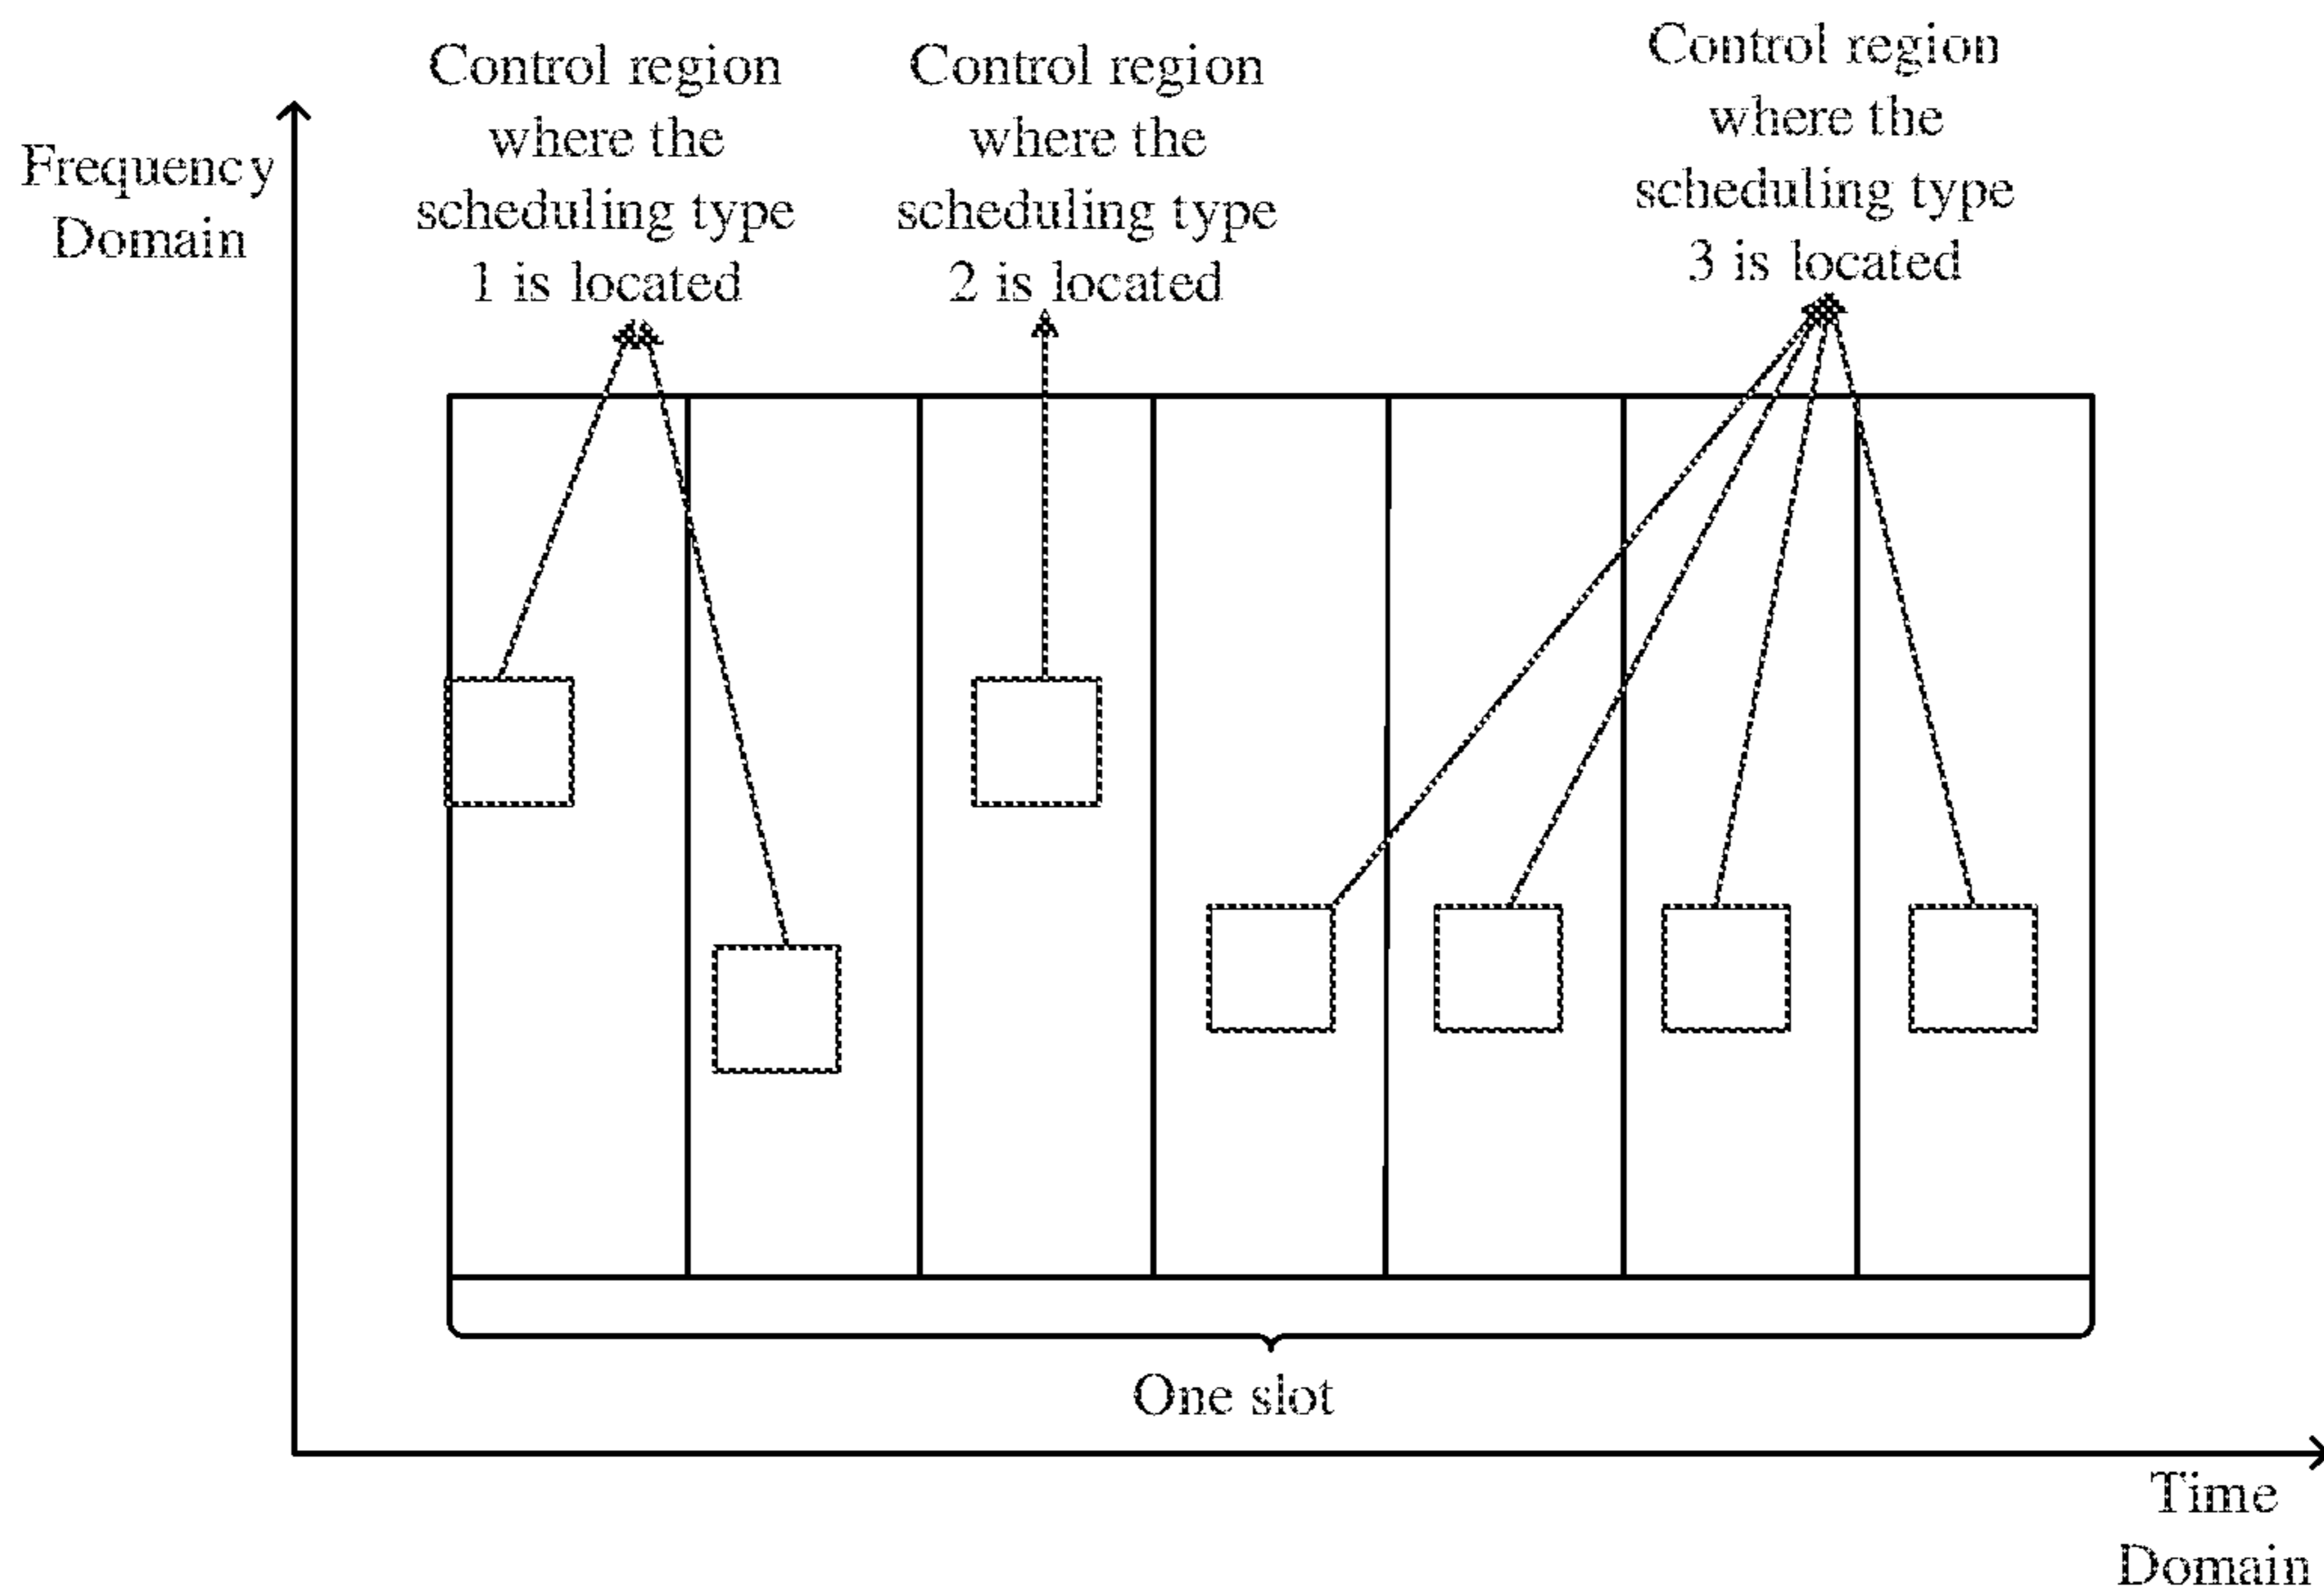 Frequency
Domain
Control region
where the
scheduling type
1 is located
Control region
where the
scheduling type
2 is located
Control region
where the
scheduling type
3 is located
One slot
Time
Domain